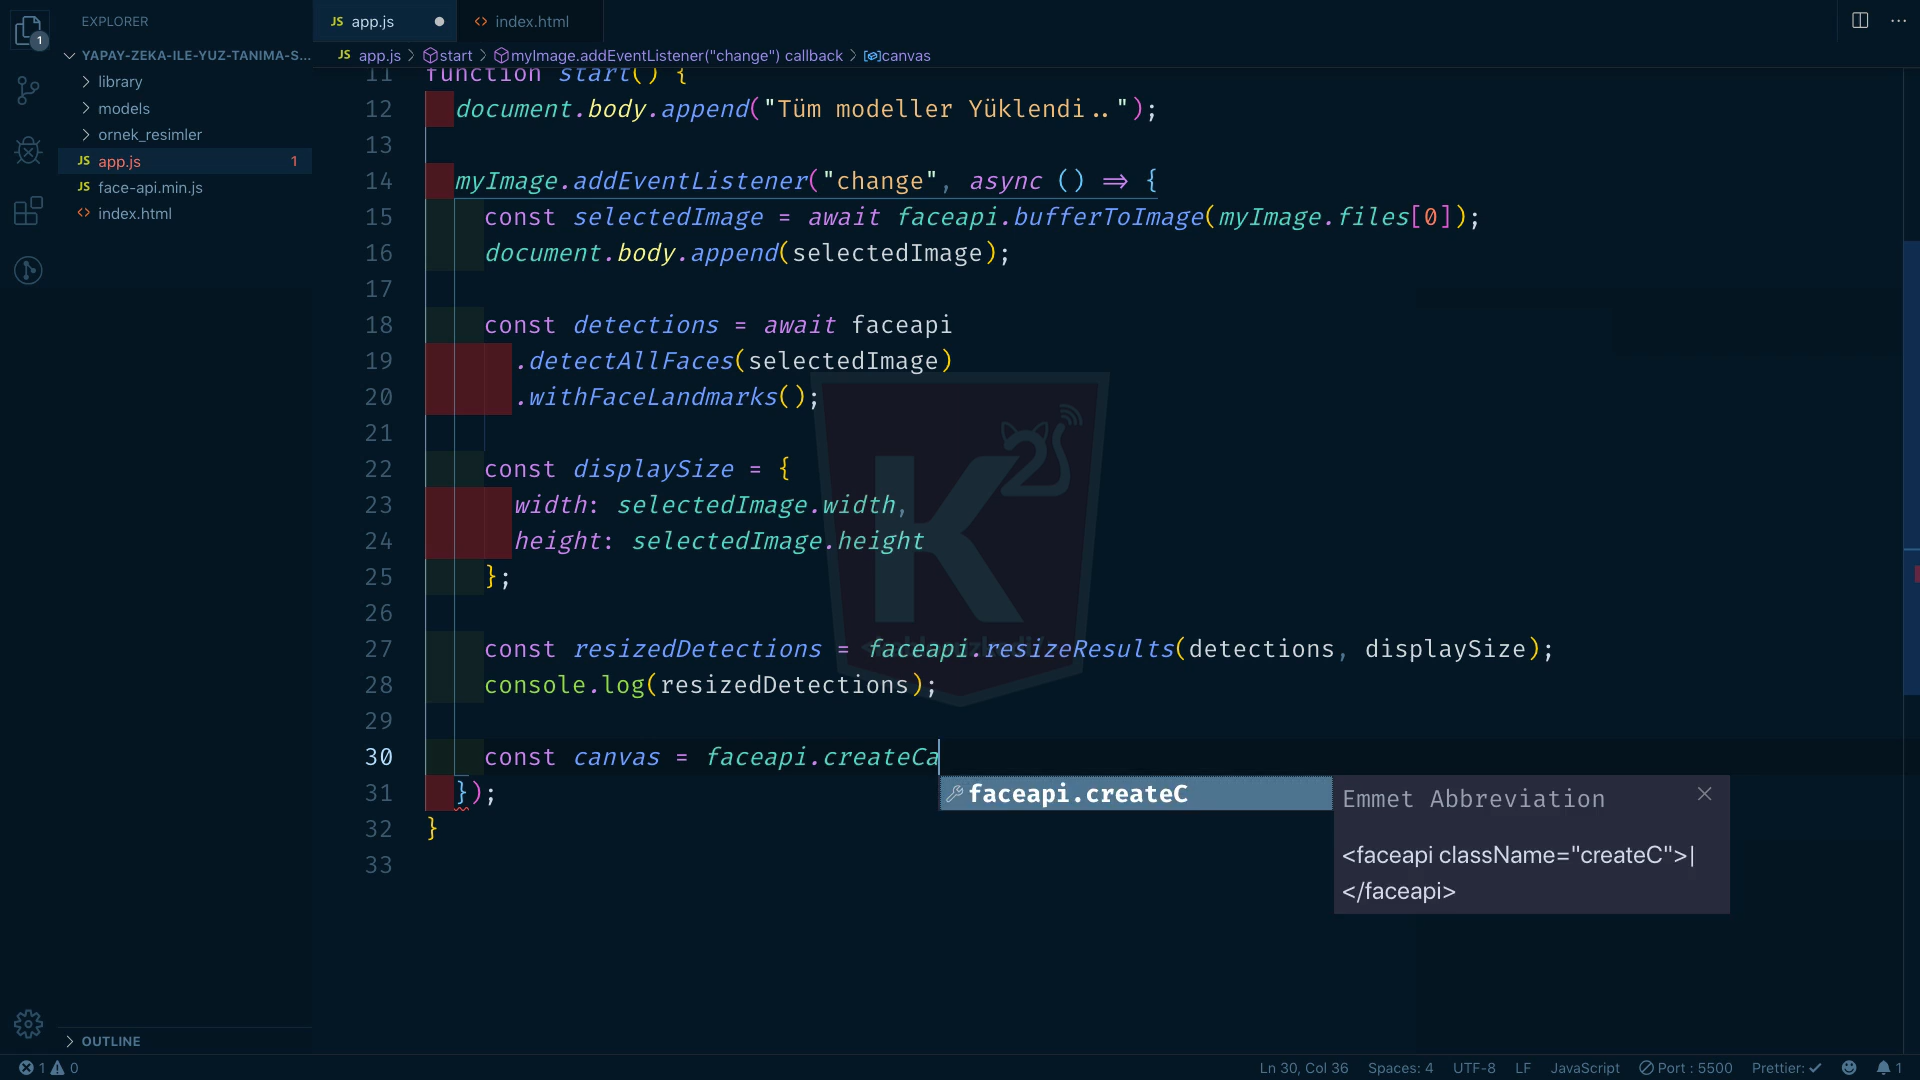 EXPLORER
JS app.js
<> index.html
1
YAPAY-ZEKA-ILE-YUZ-TANIMA-S...
JS app.js > start > myImage.addEventListener("change") callback > canvas
library
models
ornek_resimler
JS app.js 1
JS face-api.min.js
<> index.html
11 function start() {
12 document.body.append("Tüm modeller Yüklendi..");
13
14 myImage.addEventListener("change", async () => {
15 const selectedImage = await faceapi.bufferToImage(myImage.files[0]);
16 document.body.append(selectedImage);
17
18 const detections = await faceapi
19 .detectAllFaces(selectedImage)
20 .withFaceLandmarks();
21
22 const displaySize = {
23 width: selectedImage.width,
24 height: selectedImage.height
25 };
26
27 const resizedDetections = faceapi.resizeResults(detections, displaySize);
28 console.log(resizedDetections);
29
30 const canvas = faceapi.createCa
31 });
32 }
33
faceapi.createC
Emmet Abbreviation
<faceapi className="createC">|
</faceapi>
K
OUTLINE
1 0
Ln 30, Col 36 Spaces: 4 UTF-8 LF JavaScript Port : 5500 Prettier: ✓ 1